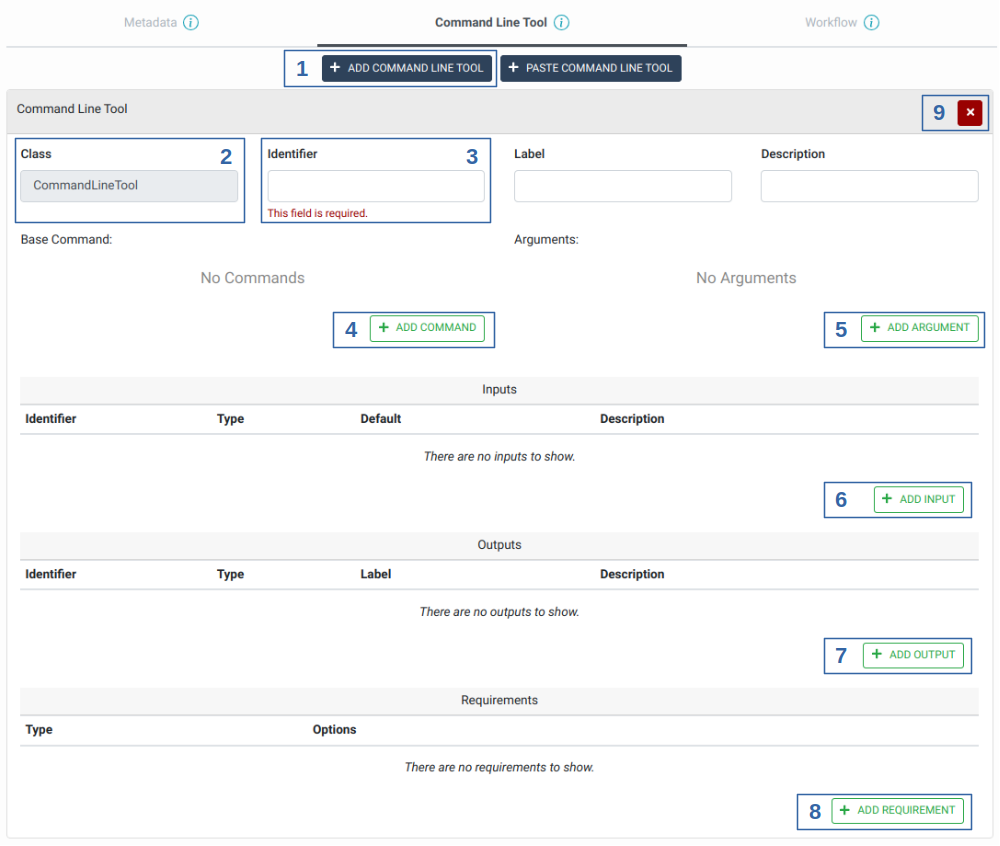 Metadata i Command Line Tool i Workflow i
1 + ADD COMMAND LINE TOOL + PASTE COMMAND LINE TOOL
Command Line Tool 9 ×
Class 2 Identifier 3 Label Description
CommandLineTool
This field is required.
Base Command: Arguments:
No Commands No Arguments
4 + ADD COMMAND 5 + ADD ARGUMENT
Inputs
Identifier Type Default Description
There are no inputs to show.
6 + ADD INPUT
Outputs
Identifier Type Label Description
There are no outputs to show.
7 + ADD OUTPUT
Requirements
Type Options
There are no requirements to show.
8 + ADD REQUIREMENT